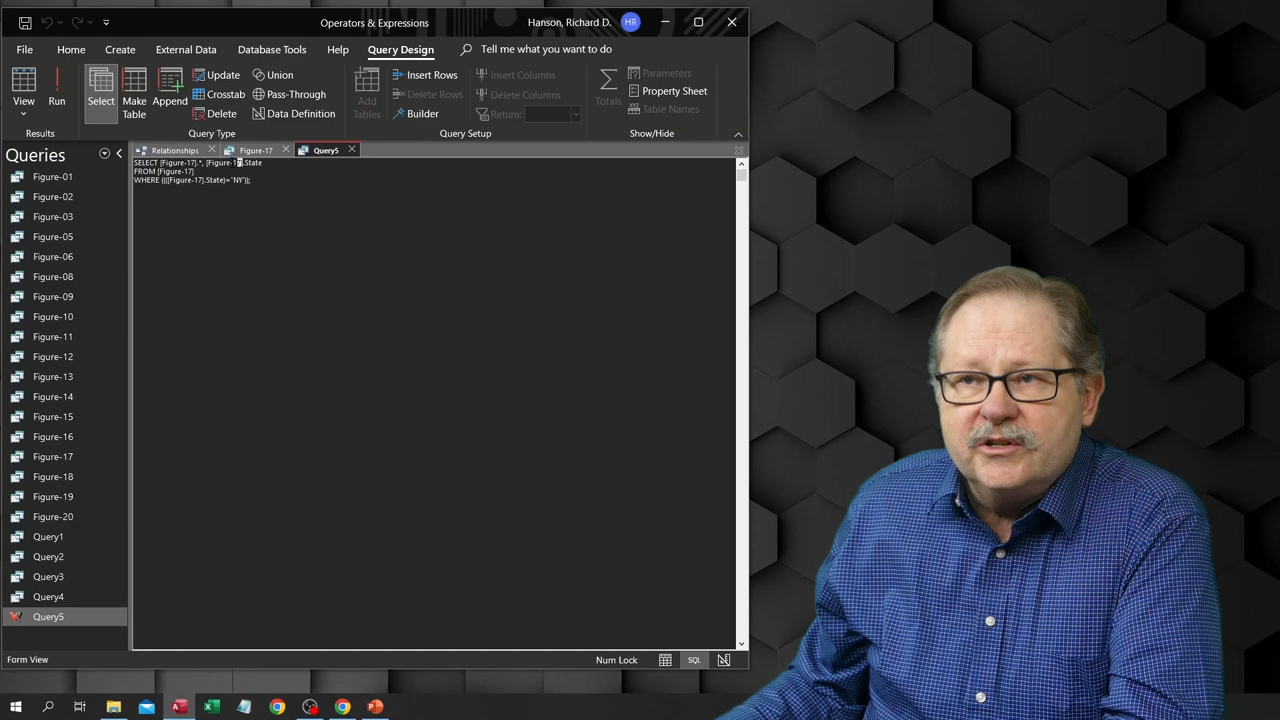 Operators & Expressions
Hanson, Richard D.
HR
File
Home
Create
External Data
Database Tools
Help
Query Design
Tell me what you want to do
View
Run
Select
Make Table
Append
Update
Crosstab
Delete
Union
Pass-Through
Data Definition
Add Tables
Insert Rows
Delete Rows
Builder
Insert Columns
Delete Columns
Return:
Totals
Parameters
Property Sheet
Table Names
Results
Query Type
Query Setup
Show/Hide
Queries
Relationships
Figure-17
Query5
SELECT [Figure-17].*, [Figure-17].State
FROM [Figure-17]
WHERE ((([Figure-17].State)="NY"));
Figure-01
Figure-02
Figure-03
Figure-05
Figure-06
Figure-08
Figure-09
Figure-10
Figure-11
Figure-12
Figure-13
Figure-14
Figure-15
Figure-16
Figure-17
Figure-18
Figure-19
Figure-20
Query1
Query2
Query3
Query4
Query5
Form View
Num Lock
SQL